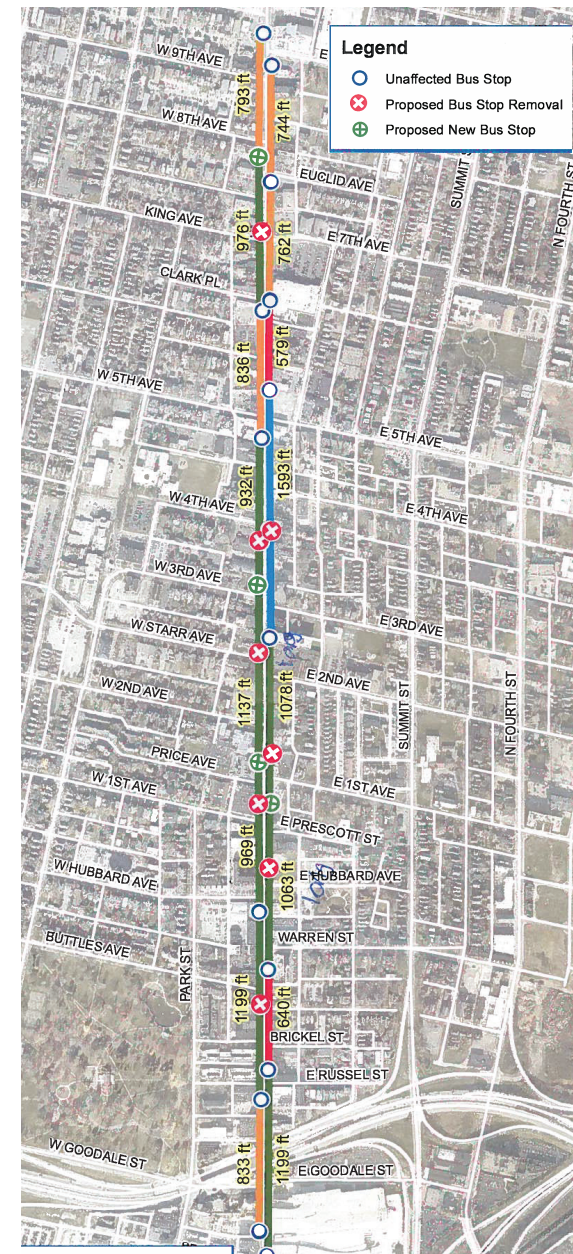 W 9TH AVE
E
Legend
Unaffected Bus Stop
Proposed Bus Stop Removal
Proposed New Bus Stop
793 ft
744 ft
W 8TH AVE
EUCLID AVE
SUMMIT S
N FOURTH ST
KING AVE
976 ft
762 ft
E 7TH AVE
CLARK PL
836 ft
579 ft
W 5TH AVE
E 5TH AVE
932 ft
1593 ft
W 4TH AVE
E 4TH AVE
W 3RD AVE
E 3RD AVE
W STARR AVE
long
E 2ND AVE
W 2ND AVE
1137 ft
1078 ft
SUMMIT ST
N FOURTH ST
PRICE AVE
W 1ST AVE
E 1ST AVE
E PRESCOTT ST
969 ft
1063 ft
W HUBBARD AVE
E HUBBARD AVE
long
BUTTLES AVE
WARREN ST
PARK ST
1199 ft
640 ft
BRICKEL ST
E RUSSEL ST
W GOODALE ST
833 ft
1199 ft
E GOODALE ST